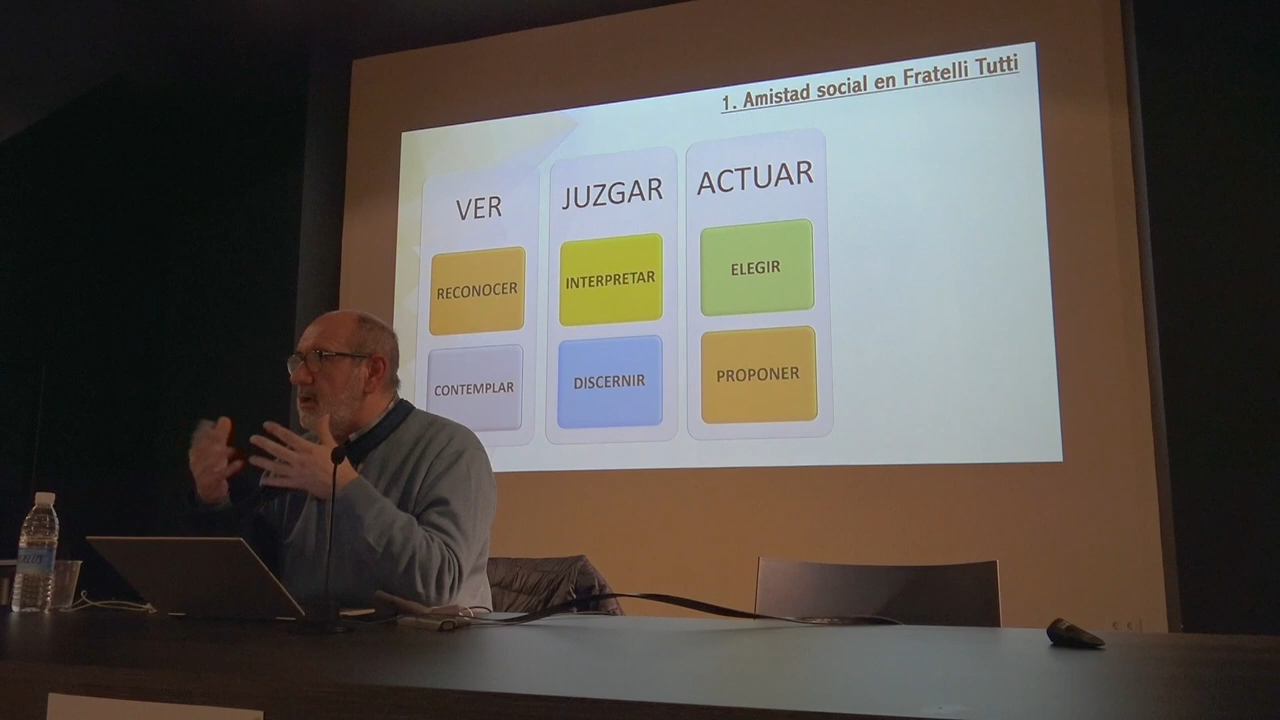 1. Amistad social en Fratelli Tutti
VER
RECONOCER
CONTEMPLAR
JUZGAR
INTERPRETAR
DISCERNIR
ACTUAR
ELEGIR
PROPONER